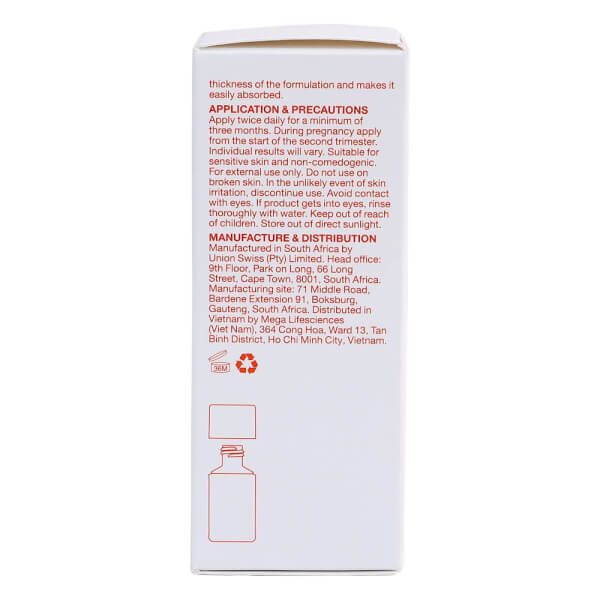 thickness of the formulation and makes it
easily absorbed.
APPLICATION & PRECAUTIONS
Apply twice daily for a minimum of
three months. During pregnancy apply
from the start of the second trimester.
Individual results will vary. Suitable for
sensitive skin and non-comedogenic.
For external use only. Do not use on
broken skin. In the unlikely event of skin
irritation, discontinue use. Avoid contact
with eyes. If product gets into eyes, rinse
thoroughly with water. Keep out of reach
of children. Store out of direct sunlight.
MANUFACTURE & DISTRIBUTION
Manufactured in South Africa by
Union Swiss (Pty) Limited. Head office:
9th Floor, Park on Long, 66 Long
Street, Cape Town, 8001, South Africa.
Manufacturing site: 71 Middle Road,
Bardene Extension 91, Boksburg,
Gauteng, South Africa. Distributed in
Vietnam by Mega Lifesciences
(Viet Nam), 364 Cong Hoa, Ward 13, Tan
Binh District, Ho Chi Minh City, Vietnam.
36M